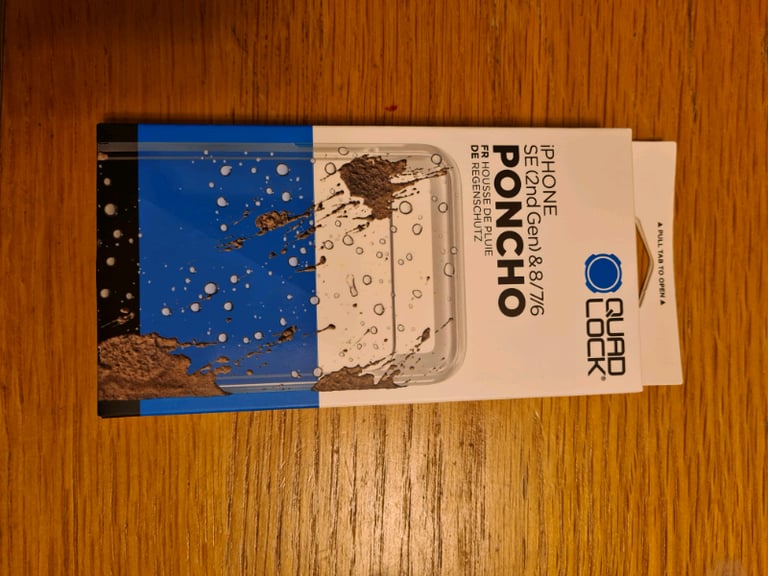 ▲ PULL TAB TO OPEN ▲
QUAD
LOCK®
iPHONE
SE (2nd Gen) & 8/7/6
PONCHO
FR HOUSSE DE PLUIE
DE REGENSCHUTZ